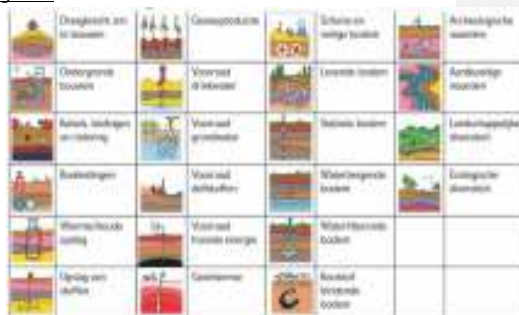 Draagkracht om
te bouwen
Gewasproductie
Schone en
veilige bodem
Archeologische
waarden
Ondergronds
bouwen
Voorraad
drinkwater
Levende bodem
Aardkundige
waarden
Kabels, leidingen
en riolering
Voorraad
grondwater
Stabiele bodem
Landschappelijke
diversiteit
Buisleidingen
Voorraad
delfstoffen
Waterbergende
bodem
Ecologische
diversiteit
Warmte/koude
opslag
Voorraad
fossiele energie
Waterfilterende
bodem
Opslag van
stoffen
Geothermie
Koolstof
bindende
bodem